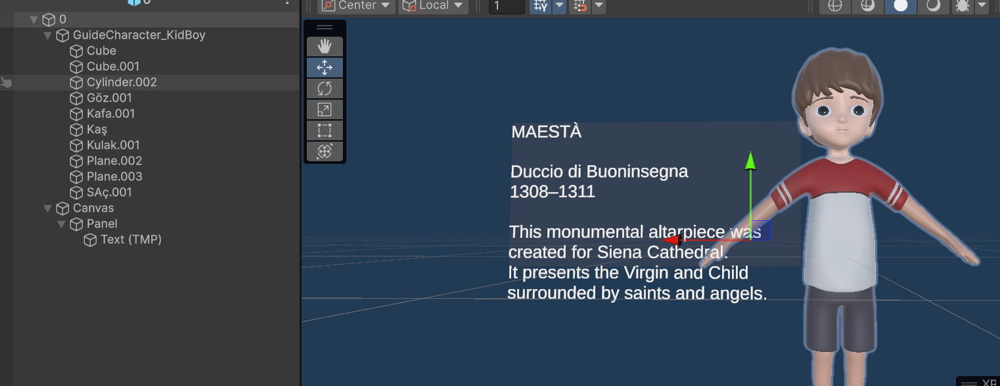 0
Center
Local
1
0
GuideCharacter_KidBoy
Cube
Cube.001
Cylinder.002
Göz.001
Kafa.001
Kaş
Kulak.001
Plane.002
Plane.003
SAç.001
Canvas
Panel
Text (TMP)
MAESTÀ
Duccio di Buoninsegna
1308–1311
This monumental altarpiece was
created for Siena Cathedral.
It presents the Virgin and Child
surrounded by saints and angels.
XR